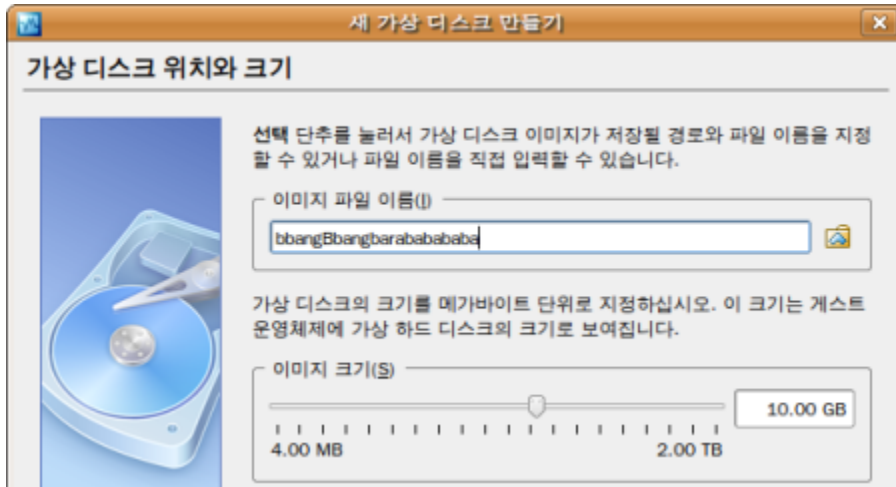 새 가상 디스크 만들기
가상 디스크 위치와 크기
선택 단추를 눌러서 가상 디스크 이미지가 저장될 경로와 파일 이름을 지정
할 수 있거나 파일 이름을 직접 입력할 수 있습니다.
이미지 파일 이름(I)
bbangBbangbarabababaaba
가상 디스크의 크기를 메가바이트 단위로 지정하십시오. 이 크기는 게스트
운영체제에 가상 하드 디스크의 크기로 보여집니다.
이미지 크기(S)
10.00 GB
4.00 MB 2.00 TB